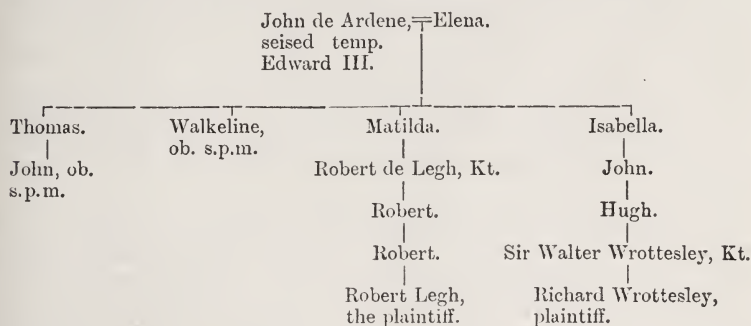 John de Ardene,=Elena.
seised temp.
Edward III.
Thomas. Walkeline, Matilda. Isabella.
ob. s.p.m.
John, ob. Robert de Legh, Kt. John.
s.p.m.
Robert. Hugh.
Robert. Sir Walter Wrottesley, Kt.
Robert Legh, Richard Wrottesley,
the plaintiff. plaintiff.